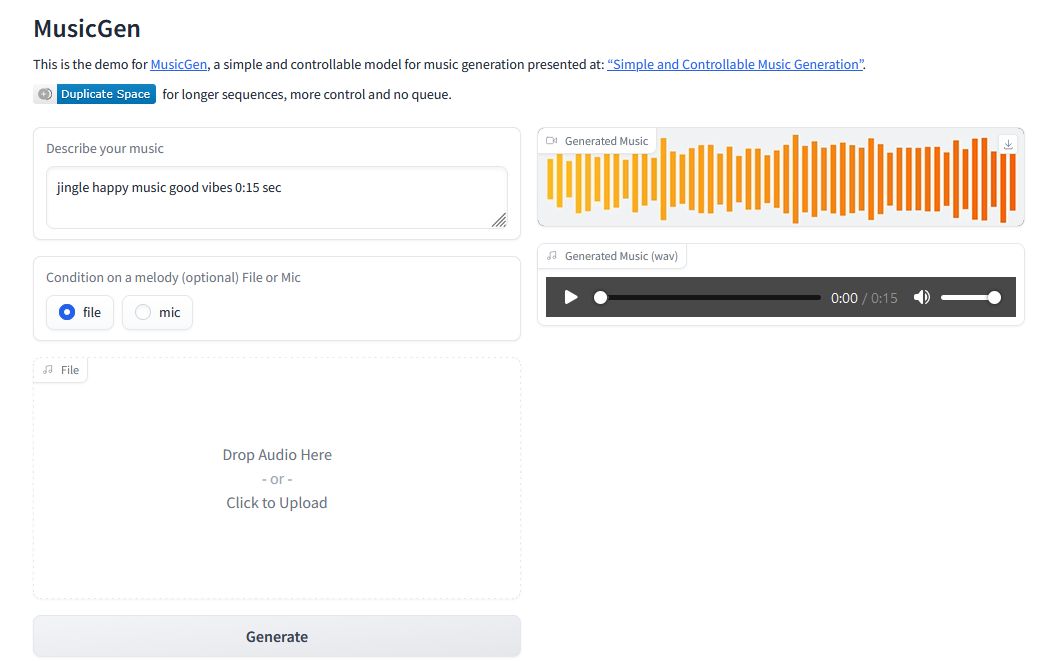 MusicGen
This is the demo for MusicGen, a simple and controllable model for music generation presented at: “Simple and Controllable Music Generation”.
Duplicate Space for longer sequences, more control and no queue.
Describe your music
jingle happy music good vibes 0:15 sec
Condition on a melody (optional) File or Mic
file mic
File
Drop Audio Here
- or -
Click to Upload
Generate
Generated Music
Generated Music (wav)
0:00 / 0:15